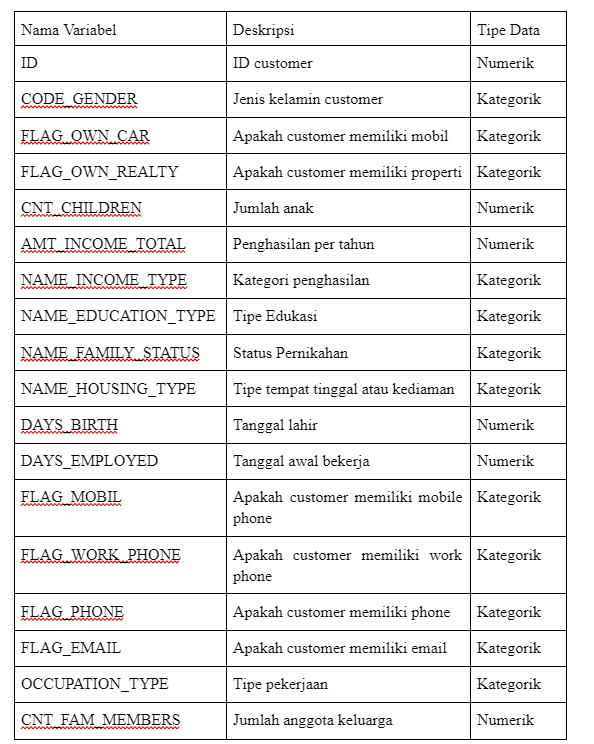 Nama Variabel Deskripsi Tipe Data
ID ID customer Numerik
CODE_GENDER Jenis kelamin customer Kategorik
FLAG_OWN_CAR Apakah customer memiliki mobil Kategorik
FLAG_OWN_REALTY Apakah customer memiliki properti Kategorik
CNT_CHILDREN Jumlah anak Numerik
AMT_INCOME_TOTAL Penghasilan per tahun Numerik
NAME_INCOME_TYPE Kategori penghasilan Kategorik
NAME_EDUCATION_TYPE Tipe Edukasi Kategorik
NAME_FAMILY_STATUS Status Pernikahan Kategorik
NAME_HOUSING_TYPE Tipe tempat tinggal atau kediaman Kategorik
DAYS_BIRTH Tanggal lahir Numerik
DAYS_EMPLOYED Tanggal awal bekerja Numerik
FLAG_MOBIL Apakah customer memiliki mobile Kategorik
phone
FLAG_WORK_PHONE Apakah customer memiliki work Kategorik
phone
FLAG_PHONE Apakah customer memiliki phone Kategorik
FLAG_EMAIL Apakah customer memiliki email Kategorik
OCCUPATION_TYPE Tipe pekerjaan Kategorik
CNT_FAM_MEMBERS Jumlah anggota keluarga Numerik